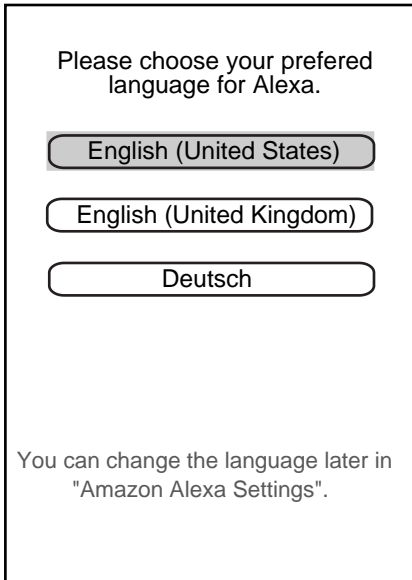 Please choose your prefered
language for Alexa.
English (United States)
English (United Kingdom)
Deutsch
You can change the language later in
"Amazon Alexa Settings".